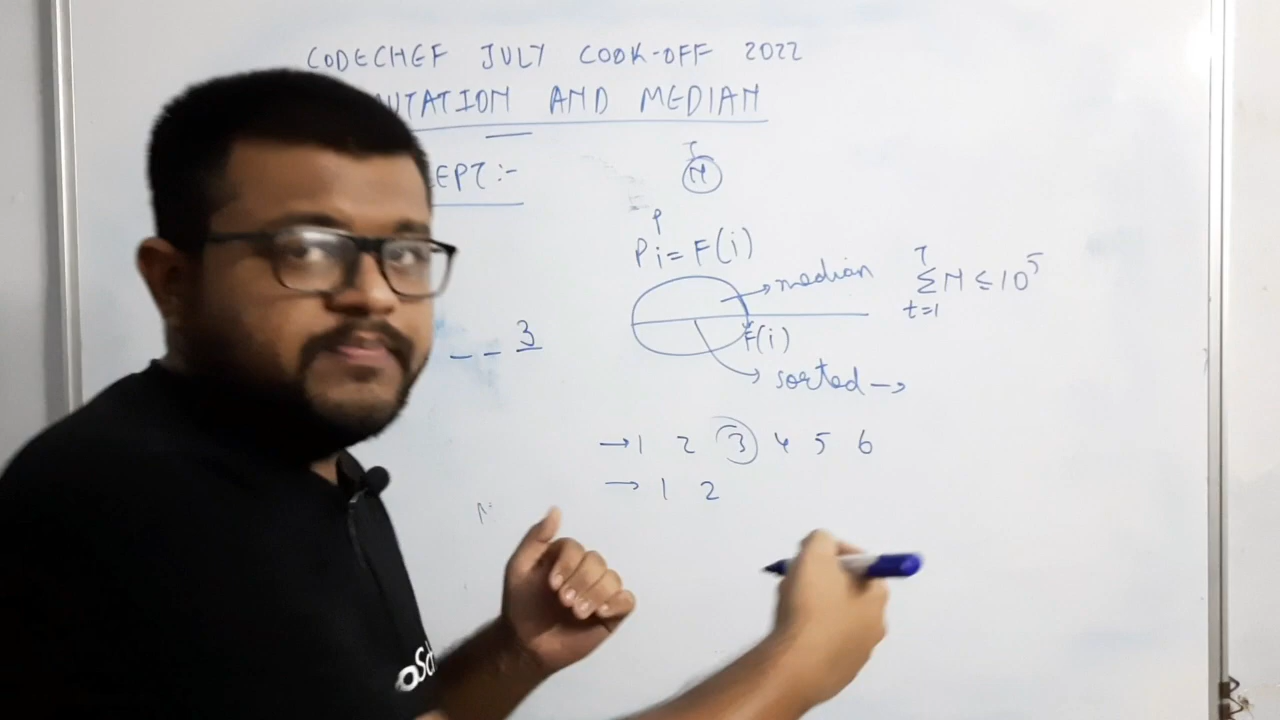 CODECHEF JULY COOK-OFF 2022
UTATION AND MEDIAN
EPT :-
T
N
P
Pi = F(i)
median
T
Σ N ≤ 10^5
t=1
_ _ 3
F(i)
sorted →
→ 1 2 3 4 5 6
→ 1 2
N